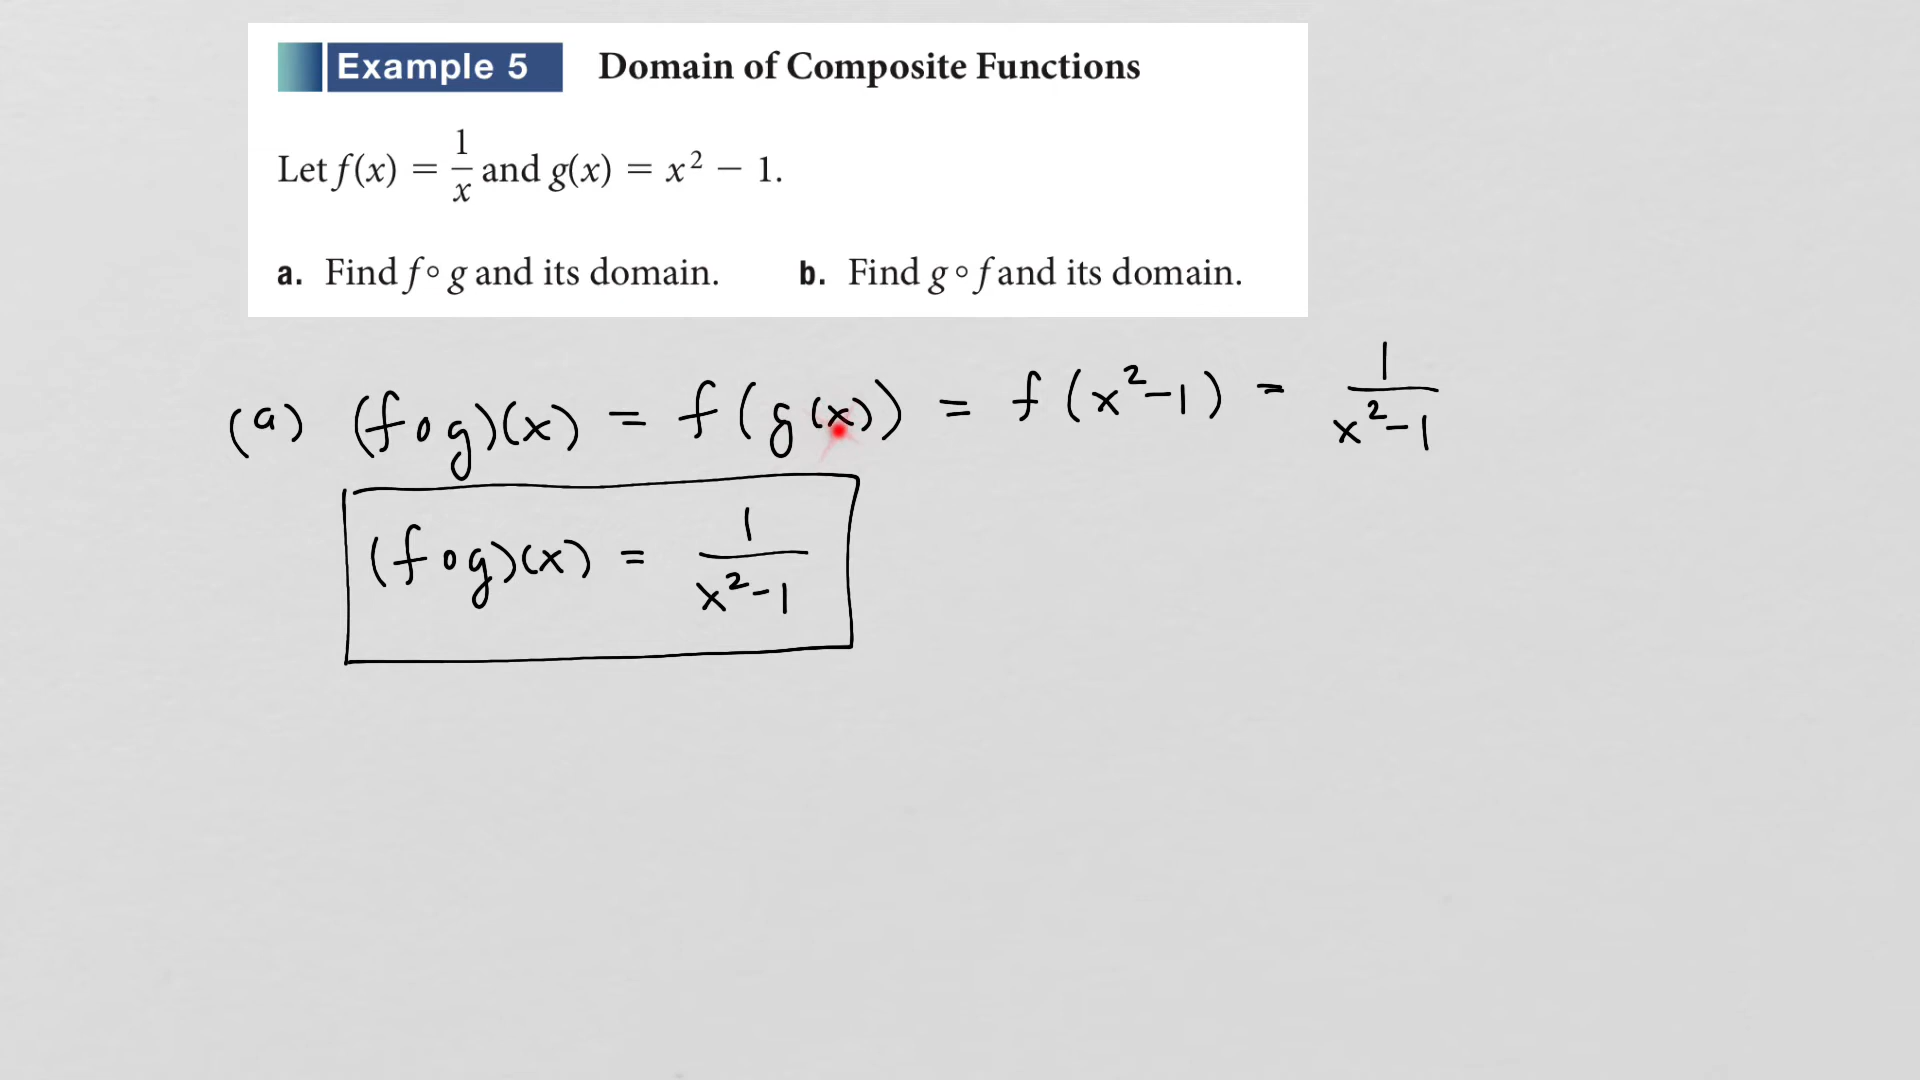 Example 5 Domain of Composite Functions
Let f(x) = 1/x and g(x) = x² − 1.
a. Find f∘g and its domain. b. Find g∘f and its domain.
(a) (f∘g)(x) = f(g(x)) = f(x²-1) = 1/(x²-1)
(f∘g)(x) = 1/(x²-1)